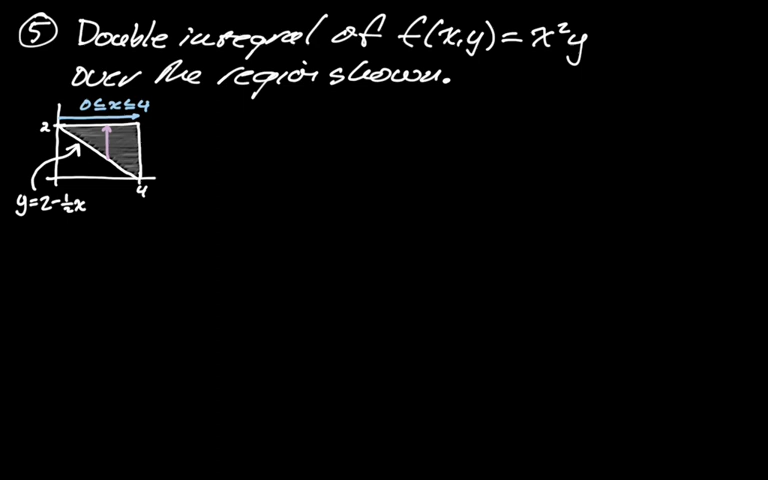 ⑤ Double integral of f(x,y) = x²y
over the region shown.
0 ≦ x ≦ 4
2
4
y=2-½x